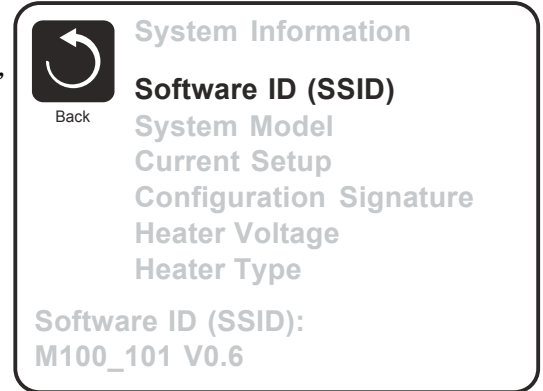 System Information
,
Software ID (SSID)
Back
System Model
Current Setup
Configuration Signature
Heater Voltage
Heater Type
Software ID (SSID):
M100_101 V0.6